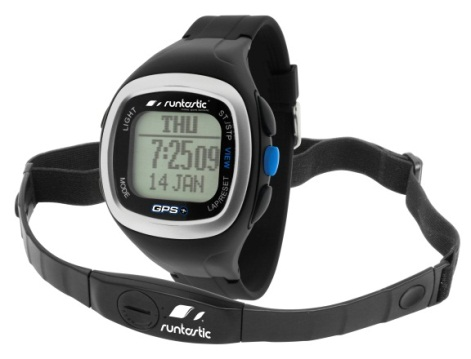 runtastic
LIGHT
ST./STP
THU
7:25 09
VIEW
14 JAN
MODE
LAP/RESET
GPS
runtastic